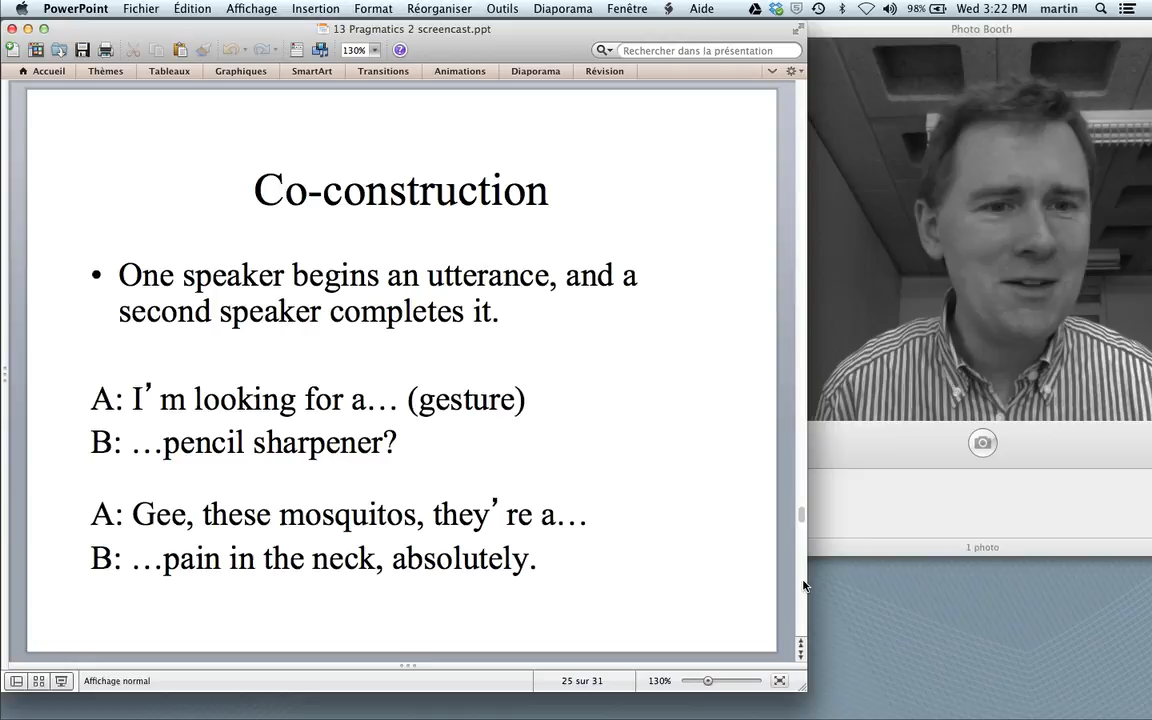 PowerPoint Fichier Édition Affichage Insertion Format Réorganiser Outils Diaporama Fenêtre Aide 98% Wed 3:22 PM martin
13 Pragmatics 2 screencast.ppt
Photo Booth
130% Rechercher dans la présentation
Accueil Thèmes Tableaux Graphiques SmartArt Transitions Animations Diaporama Révision
Co-construction
• One speaker begins an utterance, and a
second speaker completes it.
A: I’m looking for a… (gesture)
B: …pencil sharpener?
A: Gee, these mosquitos, they’re a…
B: …pain in the neck, absolutely.
1 photo
Affichage normal 25 sur 31 130%